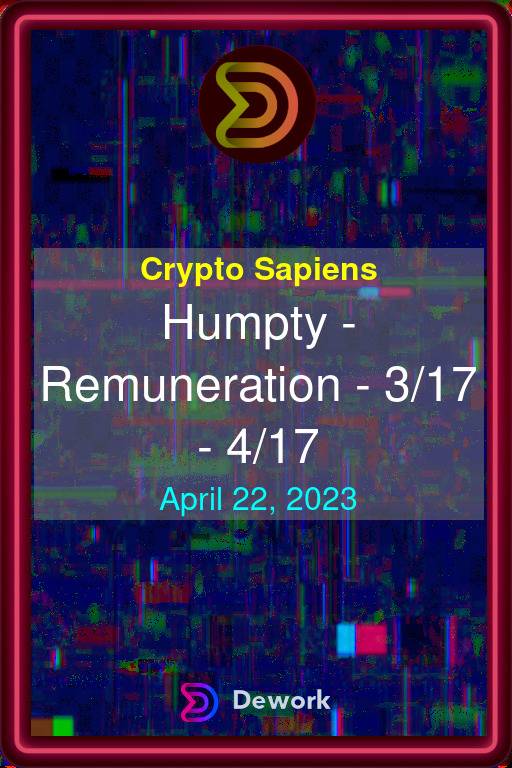 Crypto Sapiens
Humpty -
Remuneration - 3/17
- 4/17
April 22, 2023
Dework